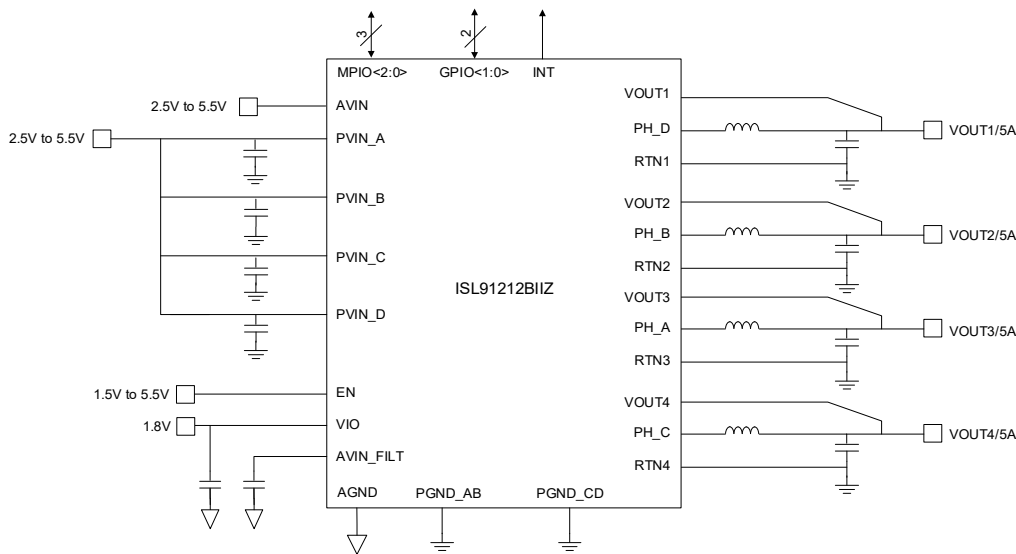 3
2
MPIO<2:0>
GPIO<1:0>
INT
2.5V to 5.5V
AVIN
2.5V to 5.5V
PVIN_A
PVIN_B
PVIN_C
PVIN_D
1.5V to 5.5V
EN
1.8V
VIO
AVIN_FILT
AGND
PGND_AB
PGND_CD
ISL91212BIIZ
VOUT1
PH_D
VOUT1/5A
RTN1
VOUT2
PH_B
VOUT2/5A
RTN2
VOUT3
PH_A
VOUT3/5A
RTN3
VOUT4
PH_C
VOUT4/5A
RTN4